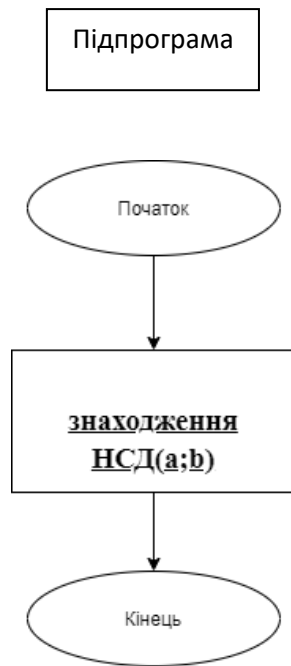 Підпрограма
Початок
знаходження
НСД(a;b)
Кінець